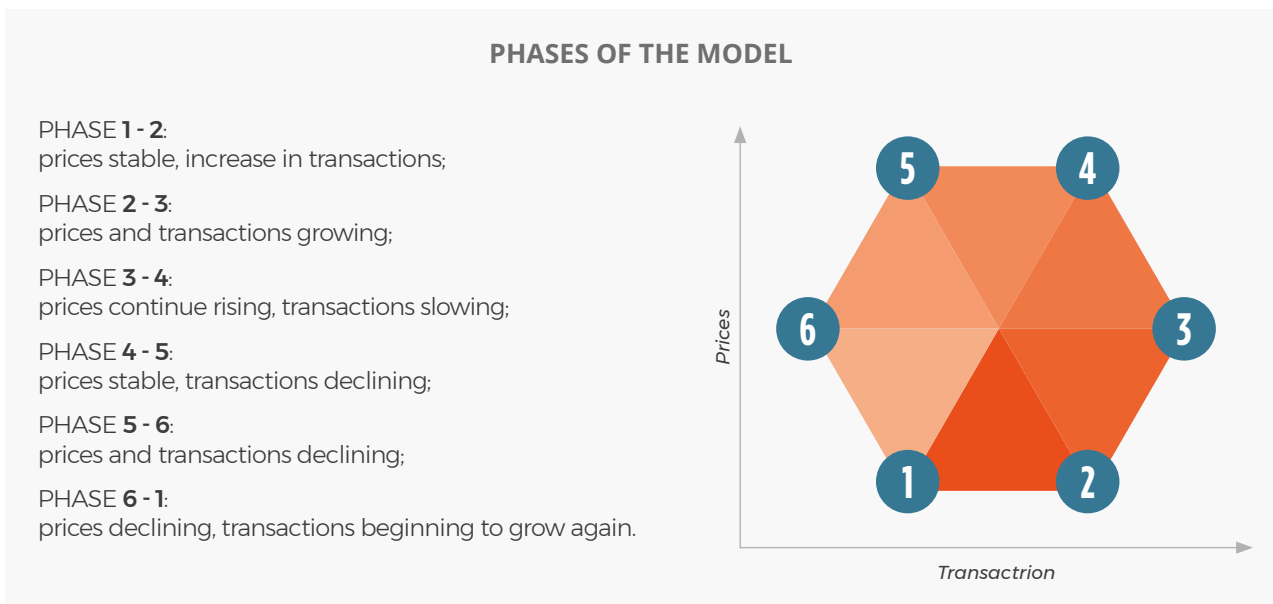 PHASES OF THE MODEL
PHASE 1 - 2:
prices stable, increase in transactions;
PHASE 2 - 3:
prices and transactions growing;
PHASE 3 - 4:
prices continue rising, transactions slowing;
PHASE 4 - 5:
prices stable, transactions declining;
PHASE 5 - 6:
prices and transactions declining;
PHASE 6 - 1:
prices declining, transactions beginning to grow again.
Prices
5
4
6
3
1
2
Transactrion